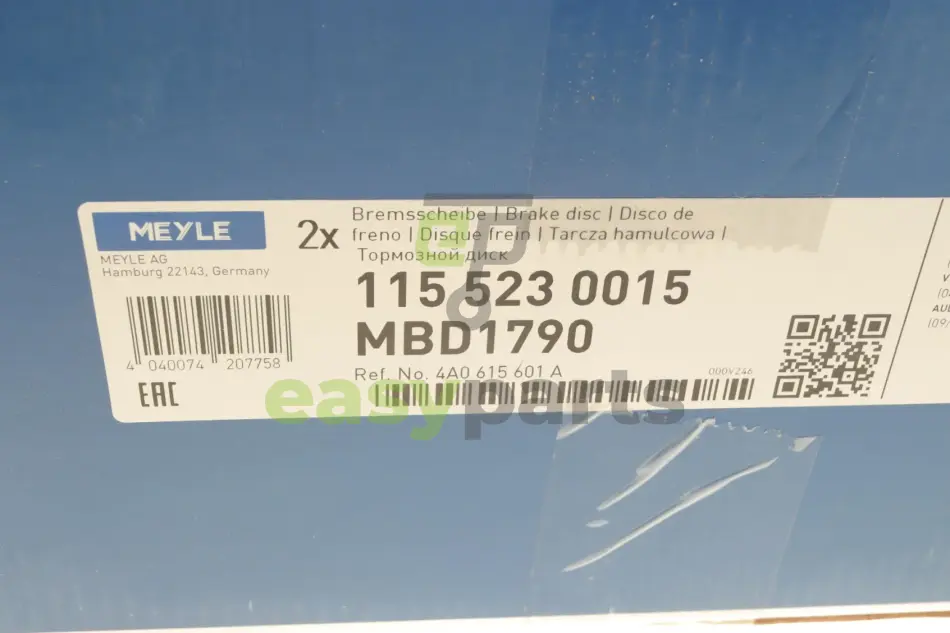 MEYLE
MEYLE AG
Hamburg 22143, Germany
4 040074 207758
EAC
2x
Bremsscheibe | Brake disc | Disco de
freno | Disque frein | Tarcza hamulcowa |
Тормозной диск
115 523 0015
MBD1790
Ref. No. 4A0 615 601 A
000V246
easyparts